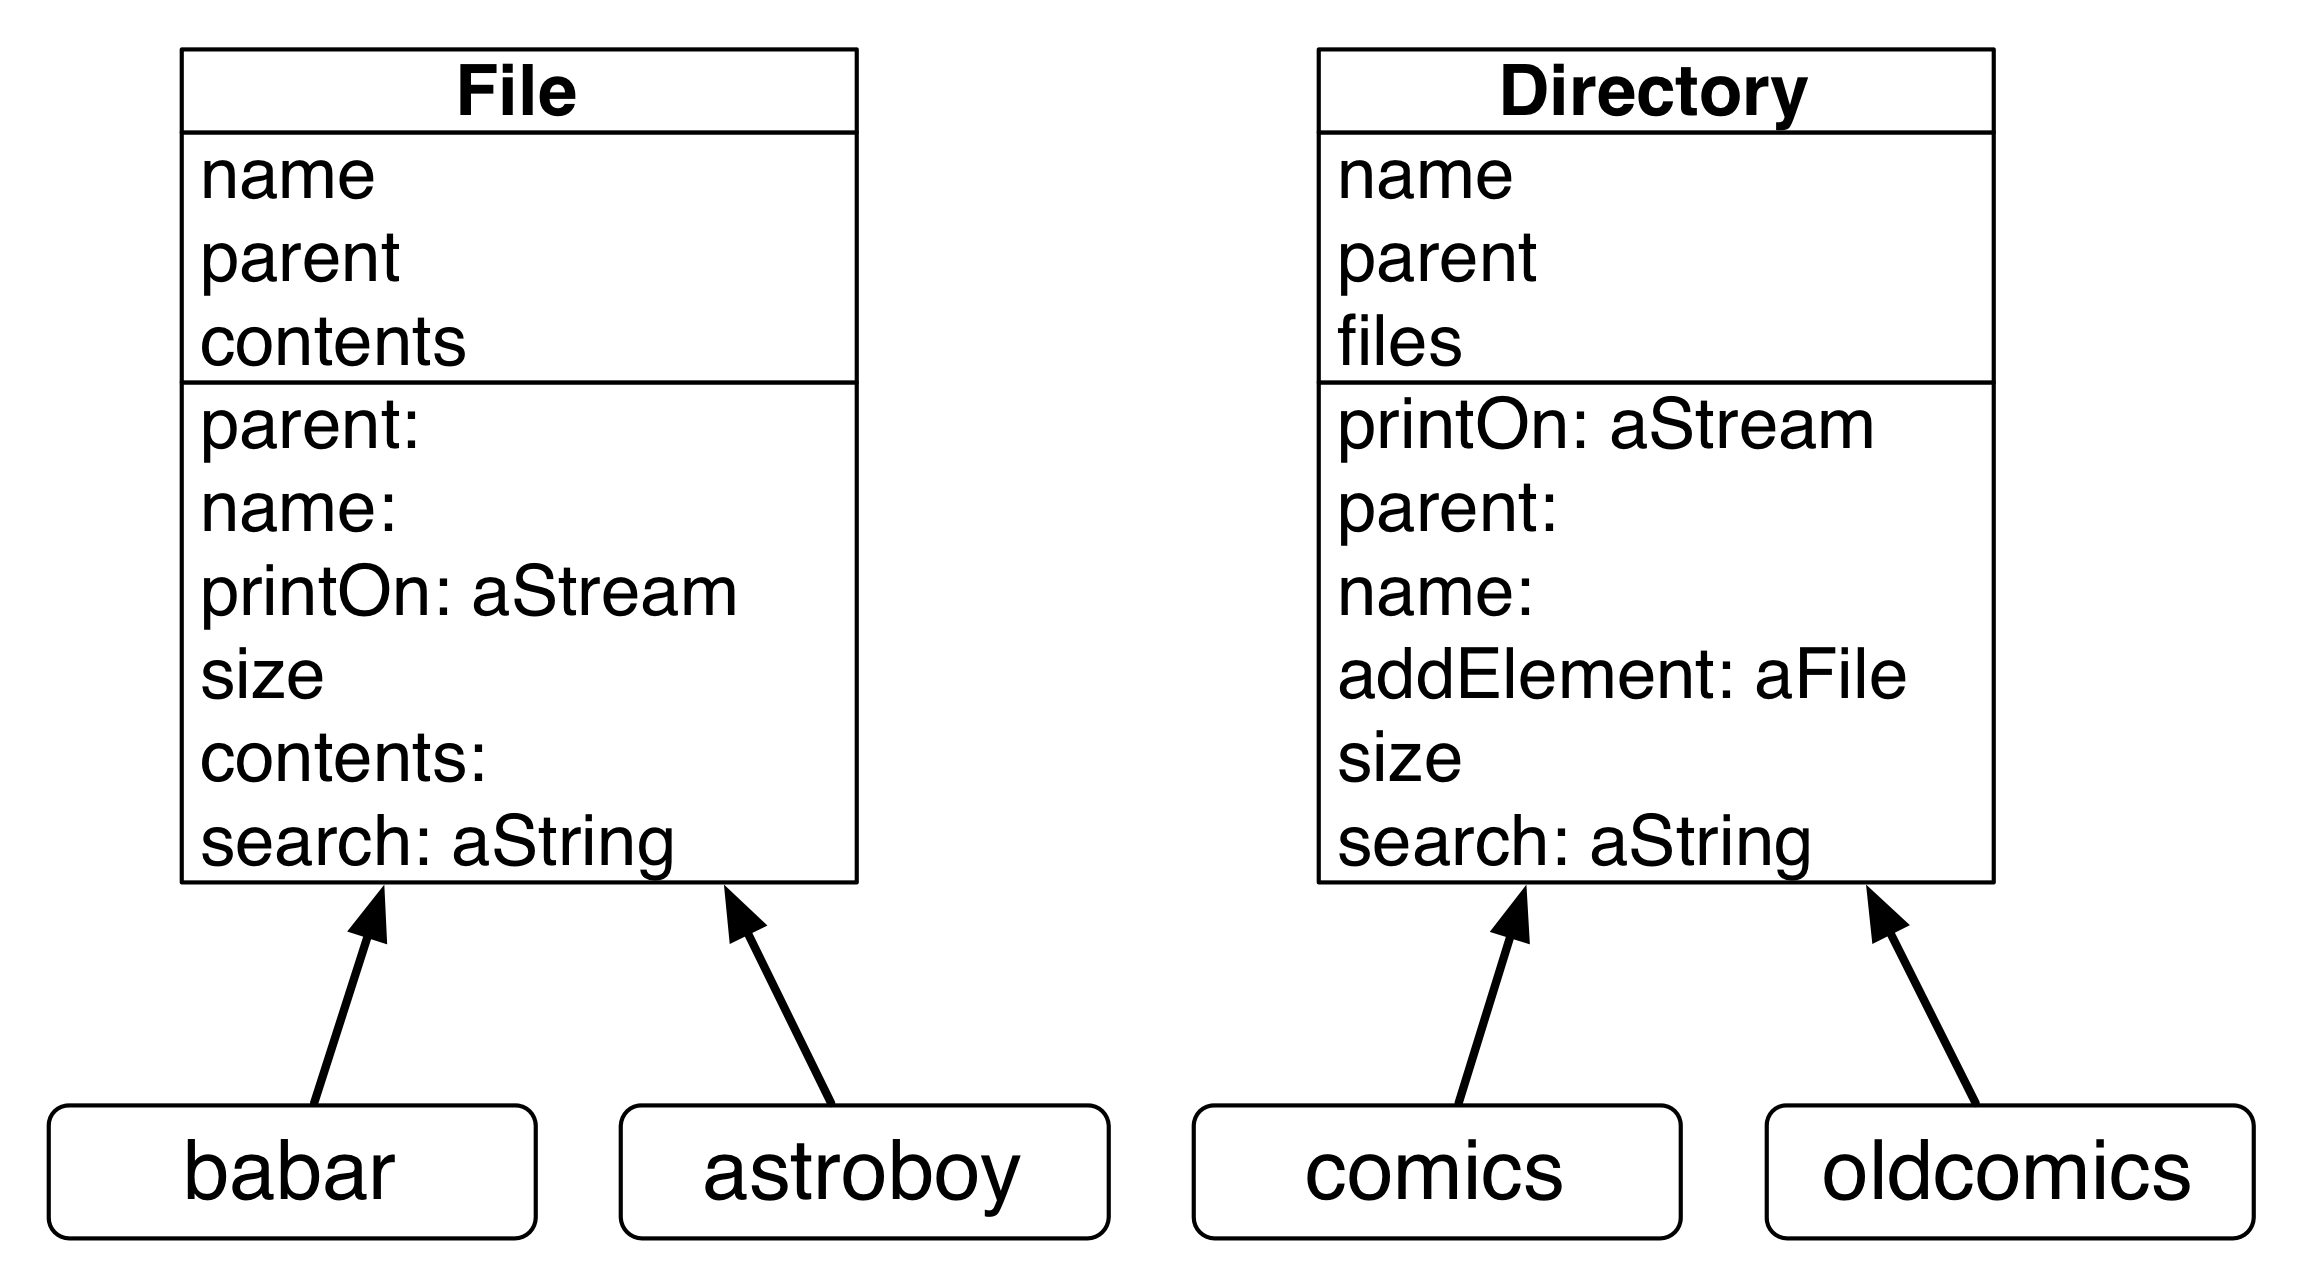 File
name
parent
contents
parent:
name:
printOn: aStream
size
contents:
search: aString
Directory
name
parent
files
printOn: aStream
parent:
name:
addElement: aFile
size
search: aString
babar
astroboy
comics
oldcomics